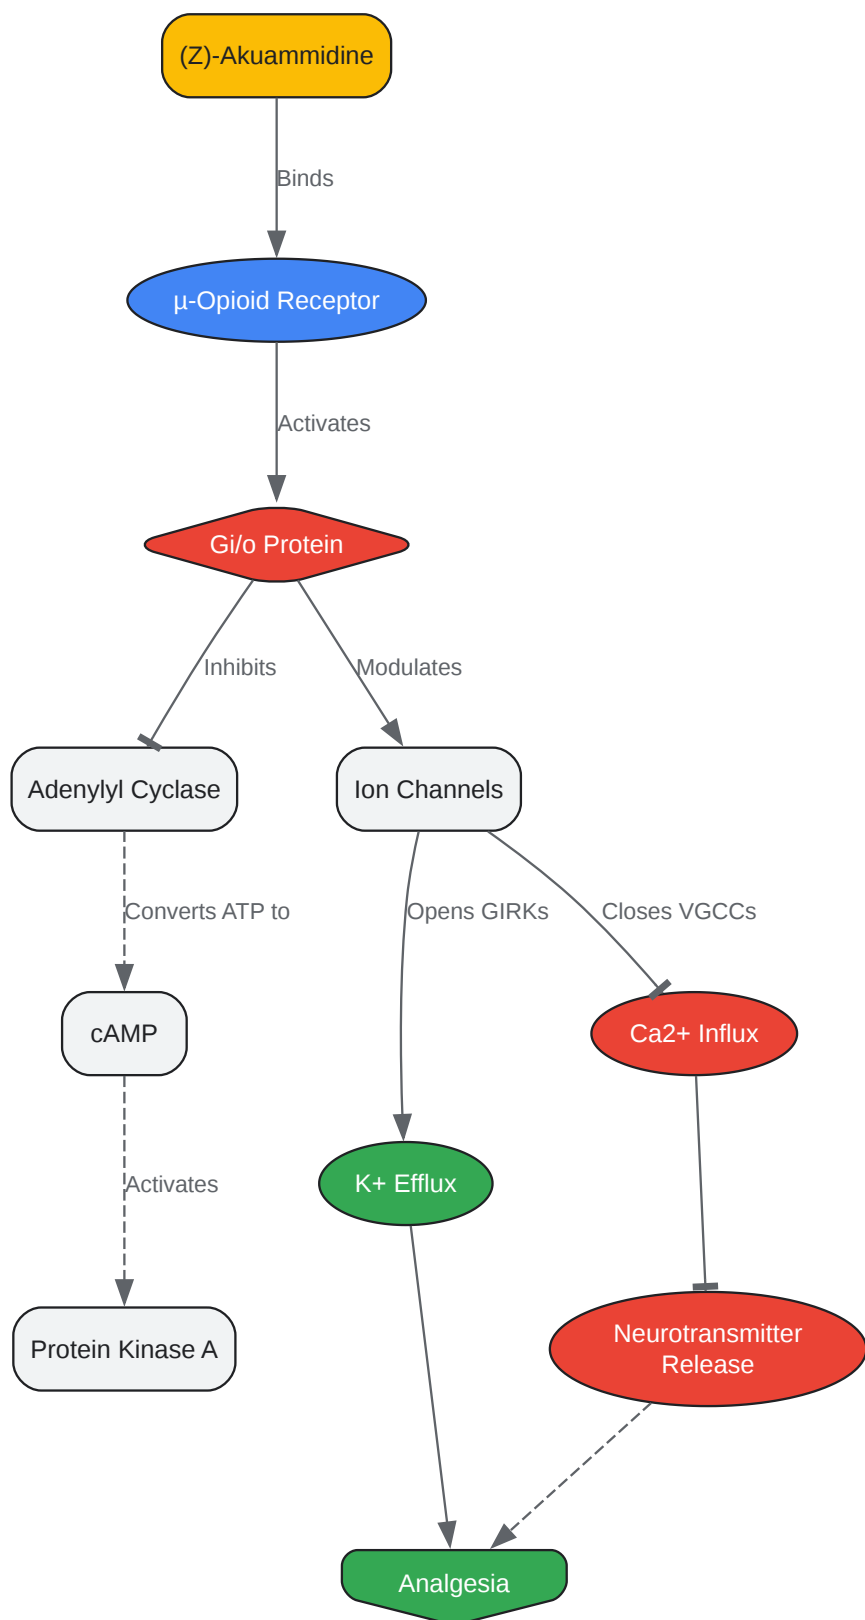 (Z)-Akuammidine
Binds
µ-Opioid Receptor
Activates
Gi/o Protein
Inhibits
Modulates
Adenylyl Cyclase
Ion Channels
Converts ATP to
Opens GIRKs
Closes VGCCs
cAMP
Ca2+ Influx
Activates
K+ Efflux
Protein Kinase A
Neurotransmitter
Release
Analgesia